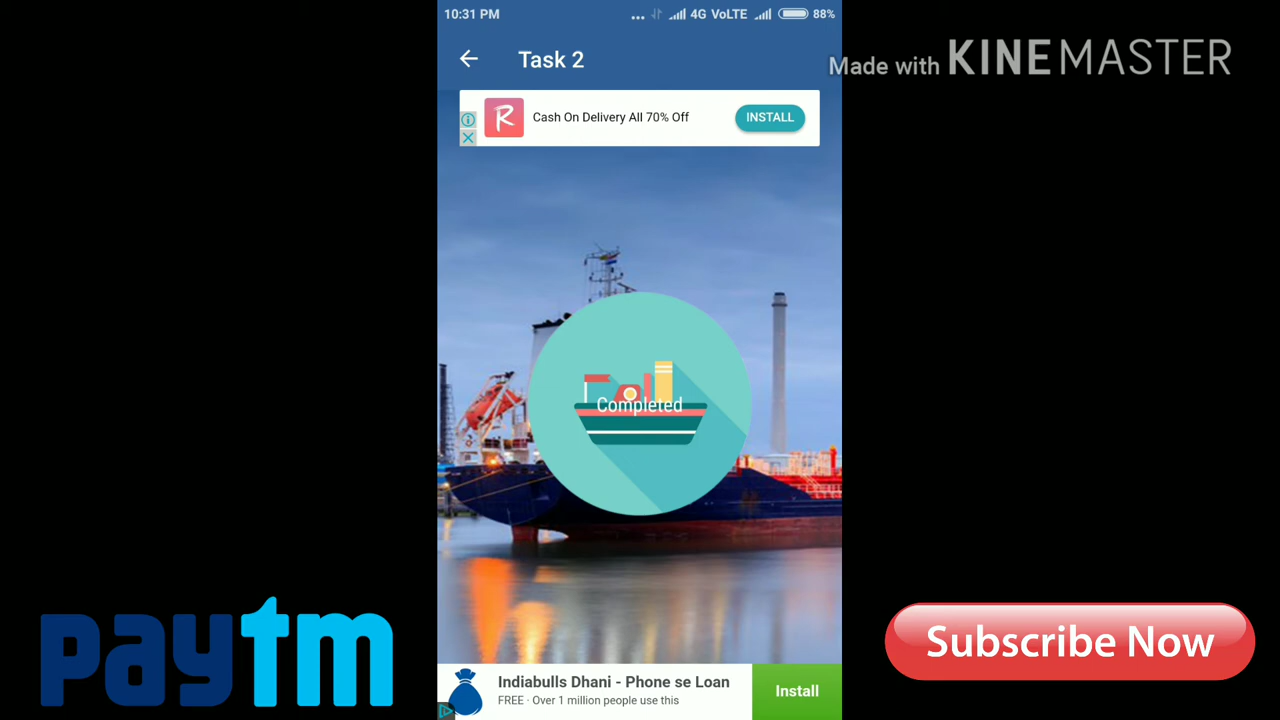 10:31 PM
... 4G VoLTE 88%
Task 2
Made with KINEMASTER
R
Cash On Delivery All 70% Off
INSTALL
Completed
paytm
Indiabulls Dhani - Phone se Loan
FREE · Over 1 million people use this
Install
Subscribe Now